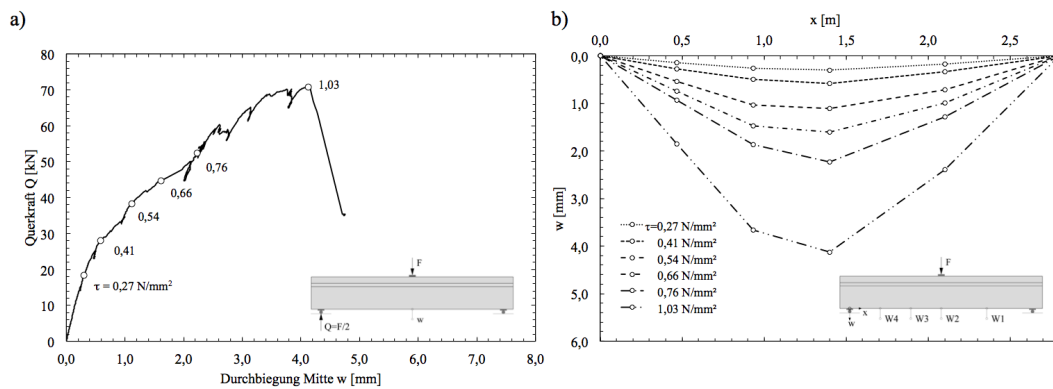 a)
Querkraft Q [kN]
80
70
60
50
40
30
20
10
0
0,0 1,0 2,0 3,0 4,0 5,0 6,0 7,0 8,0
Durchbiegung Mitte w [mm]
1,03
0,76
0,66
0,54
0,41
τ = 0,27 N/mm²
F
Q=F/2
w
b)
x [m]
0,0 0,5 1,0 1,5 2,0 2,5
w [mm]
0,0
1,0
2,0
3,0
4,0
5,0
6,0
τ=0,27 N/mm²
0,41 N/mm²
0,54 N/mm²
0,66 N/mm²
0,76 N/mm²
1,03 N/mm²
F
x
w
W4 W3 W2 W1